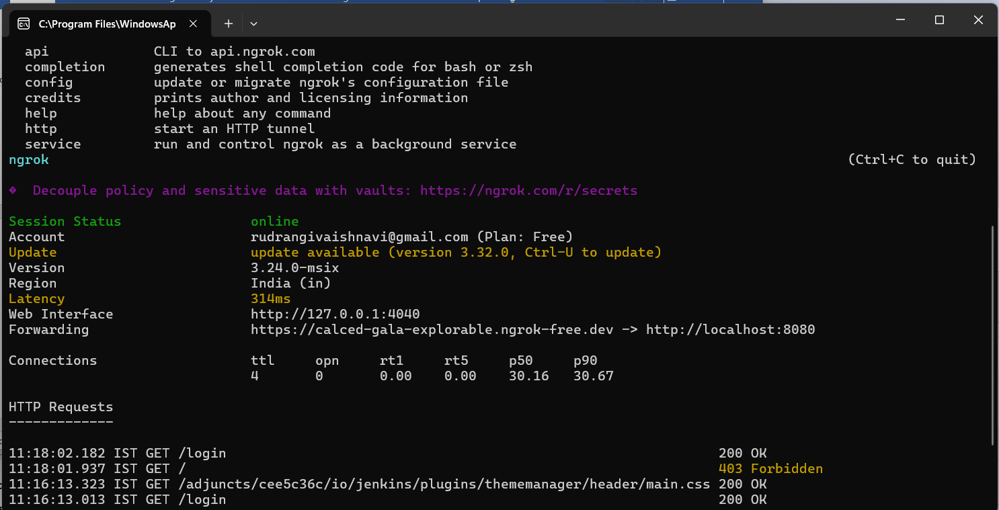 C:\Program Files\WindowsAp
api CLI to api.ngrok.com
completion generates shell completion code for bash or zsh
config update or migrate ngrok's configuration file
credits prints author and licensing information
help help about any command
http start an HTTP tunnel
service run and control ngrok as a background service
ngrok (Ctrl+C to quit)
� Decouple policy and sensitive data with vaults: https://ngrok.com/r/secrets
Session Status online
Account rudrangivaishnavi@gmail.com (Plan: Free)
Update update available (version 3.32.0, Ctrl-U to update)
Version 3.24.0-msix
Region India (in)
Latency 314ms
Web Interface http://127.0.0.1:4040
Forwarding https://calced-gala-explorable.ngrok-free.dev -> http://localhost:8080
Connections ttl opn rt1 rt5 p50 p90
4 0 0.00 0.00 30.16 30.67
HTTP Requests
-------------
11:18:02.182 IST GET /login 200 OK
11:18:01.937 IST GET / 403 Forbidden
11:16:13.323 IST GET /adjuncts/cee5c36c/io/jenkins/plugins/thememanager/header/main.css 200 OK
11:16:13.013 IST GET /login 200 OK